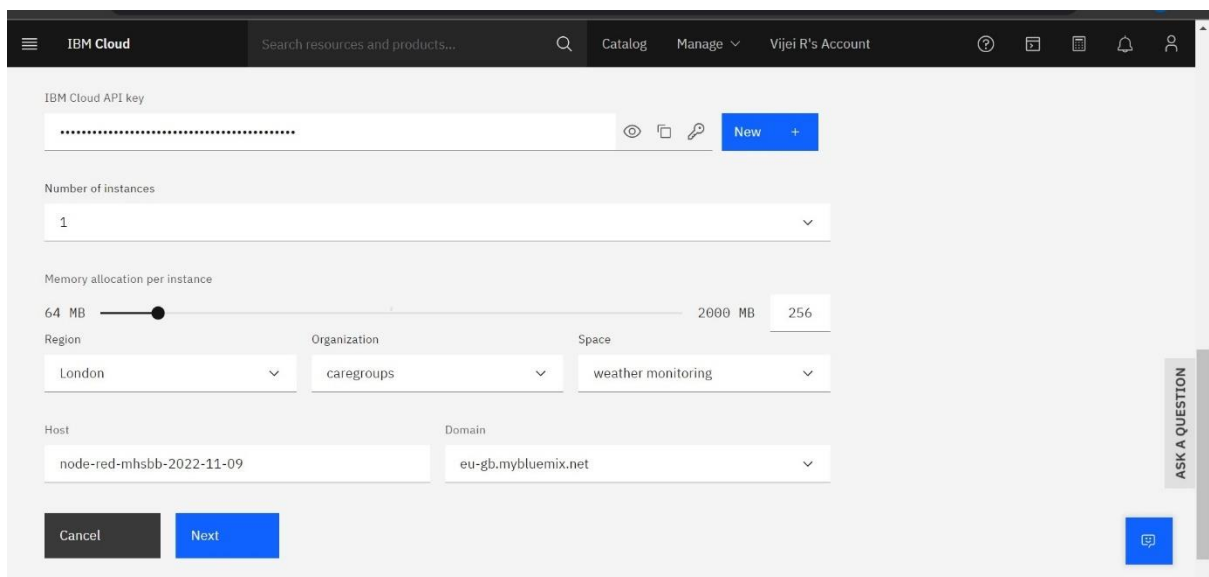 IBM Cloud Search resources and products... Catalog Manage Vijei R's Account
IBM Cloud API key
•••••••••••••••••••••••••••••••••••••••••••• New +
Number of instances
1
Memory allocation per instance
64 MB 2000 MB 256
Region Organization Space
London caregroups weather monitoring
Host Domain
node-red-mhsbb-2022-11-09 eu-gb.mybluemix.net
Cancel Next
ASK A QUESTION